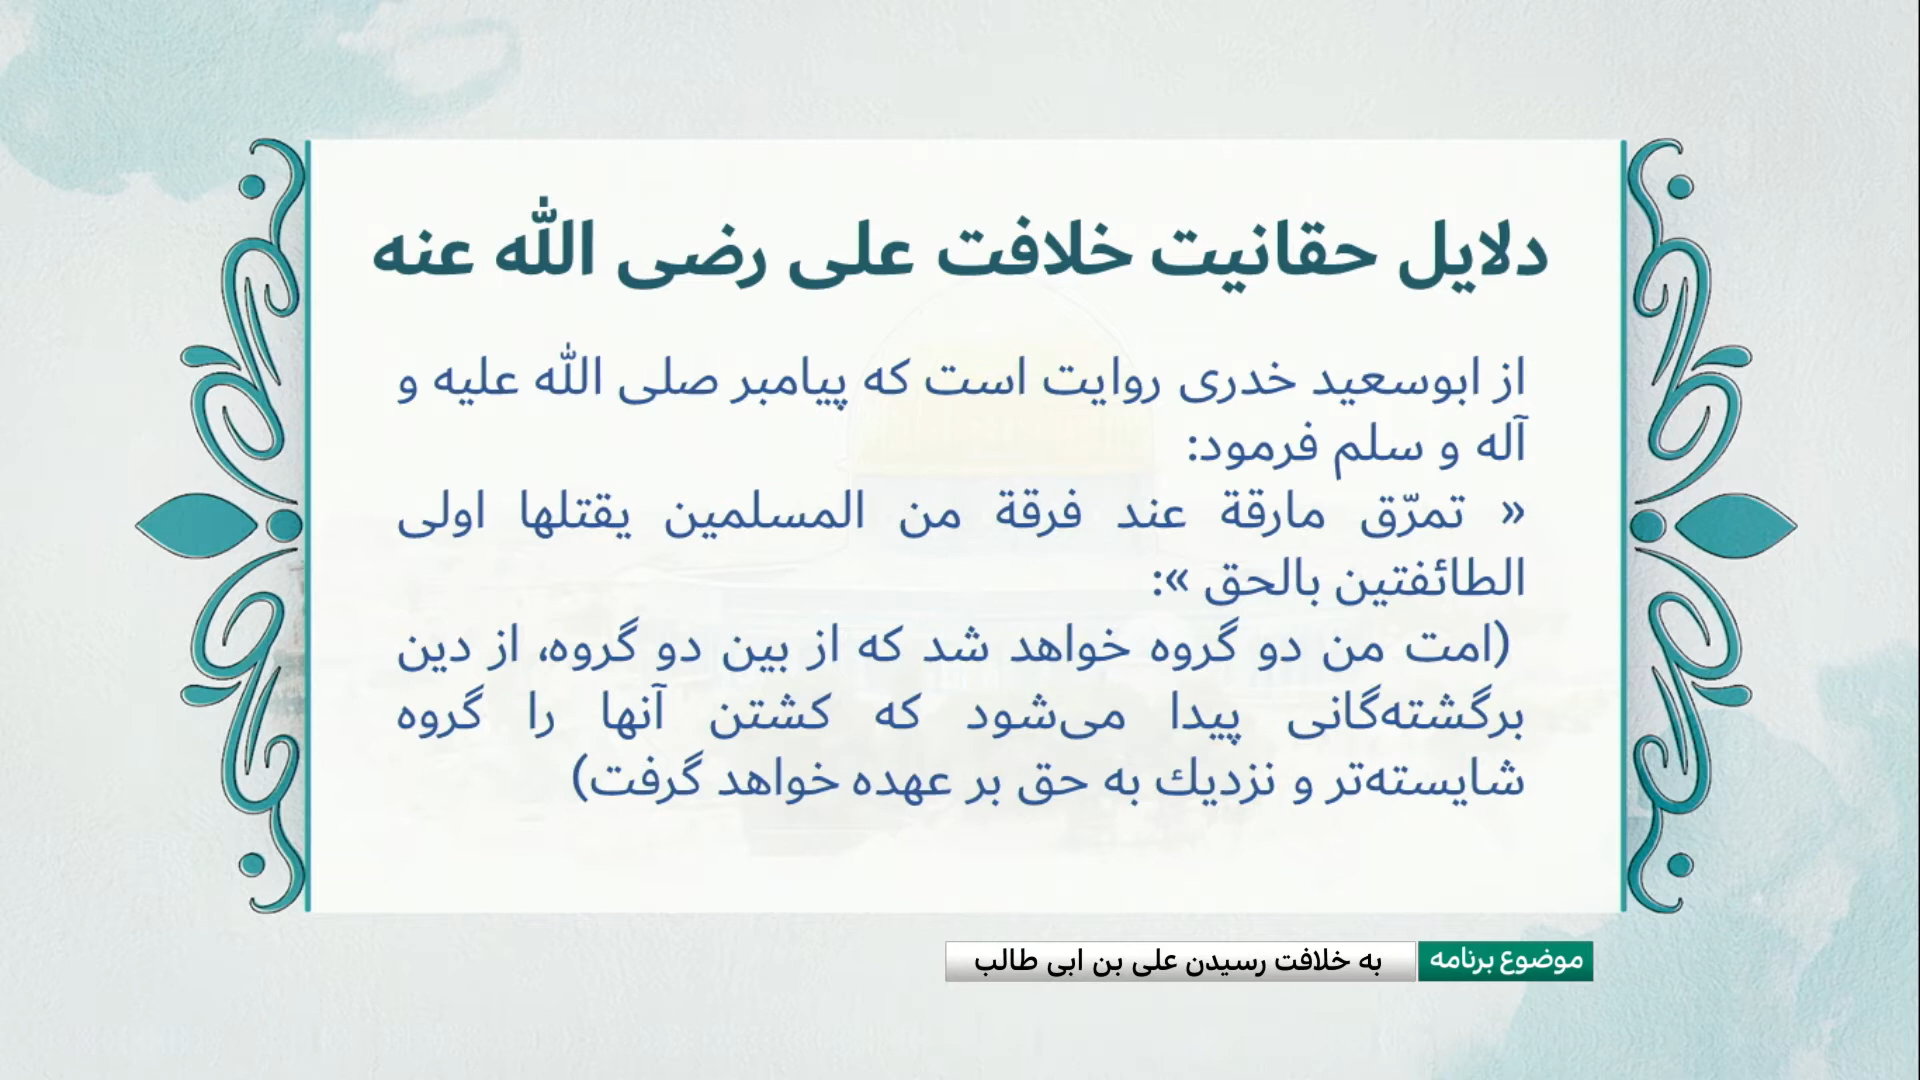 دلایل حقانیت خلافت علی رضی الله عنه
از ابوسعید خدری روایت است که پیامبر صلی الله علیه و
آله و سلم فرمود:
« تمرّق مارقة عند فرقة من المسلمین یقتلها اولی
الطائفتین بالحق »:
(امت من دو گروه خواهد شد که از بین دو گروه، از دین
برگشته‌گانی پیدا می‌شود که کشتن آنها را گروه
شایسته‌تر و نزدیك به حق بر عهده خواهد گرفت)
موضوع برنامه به خلافت رسیدن علی بن ابی طالب